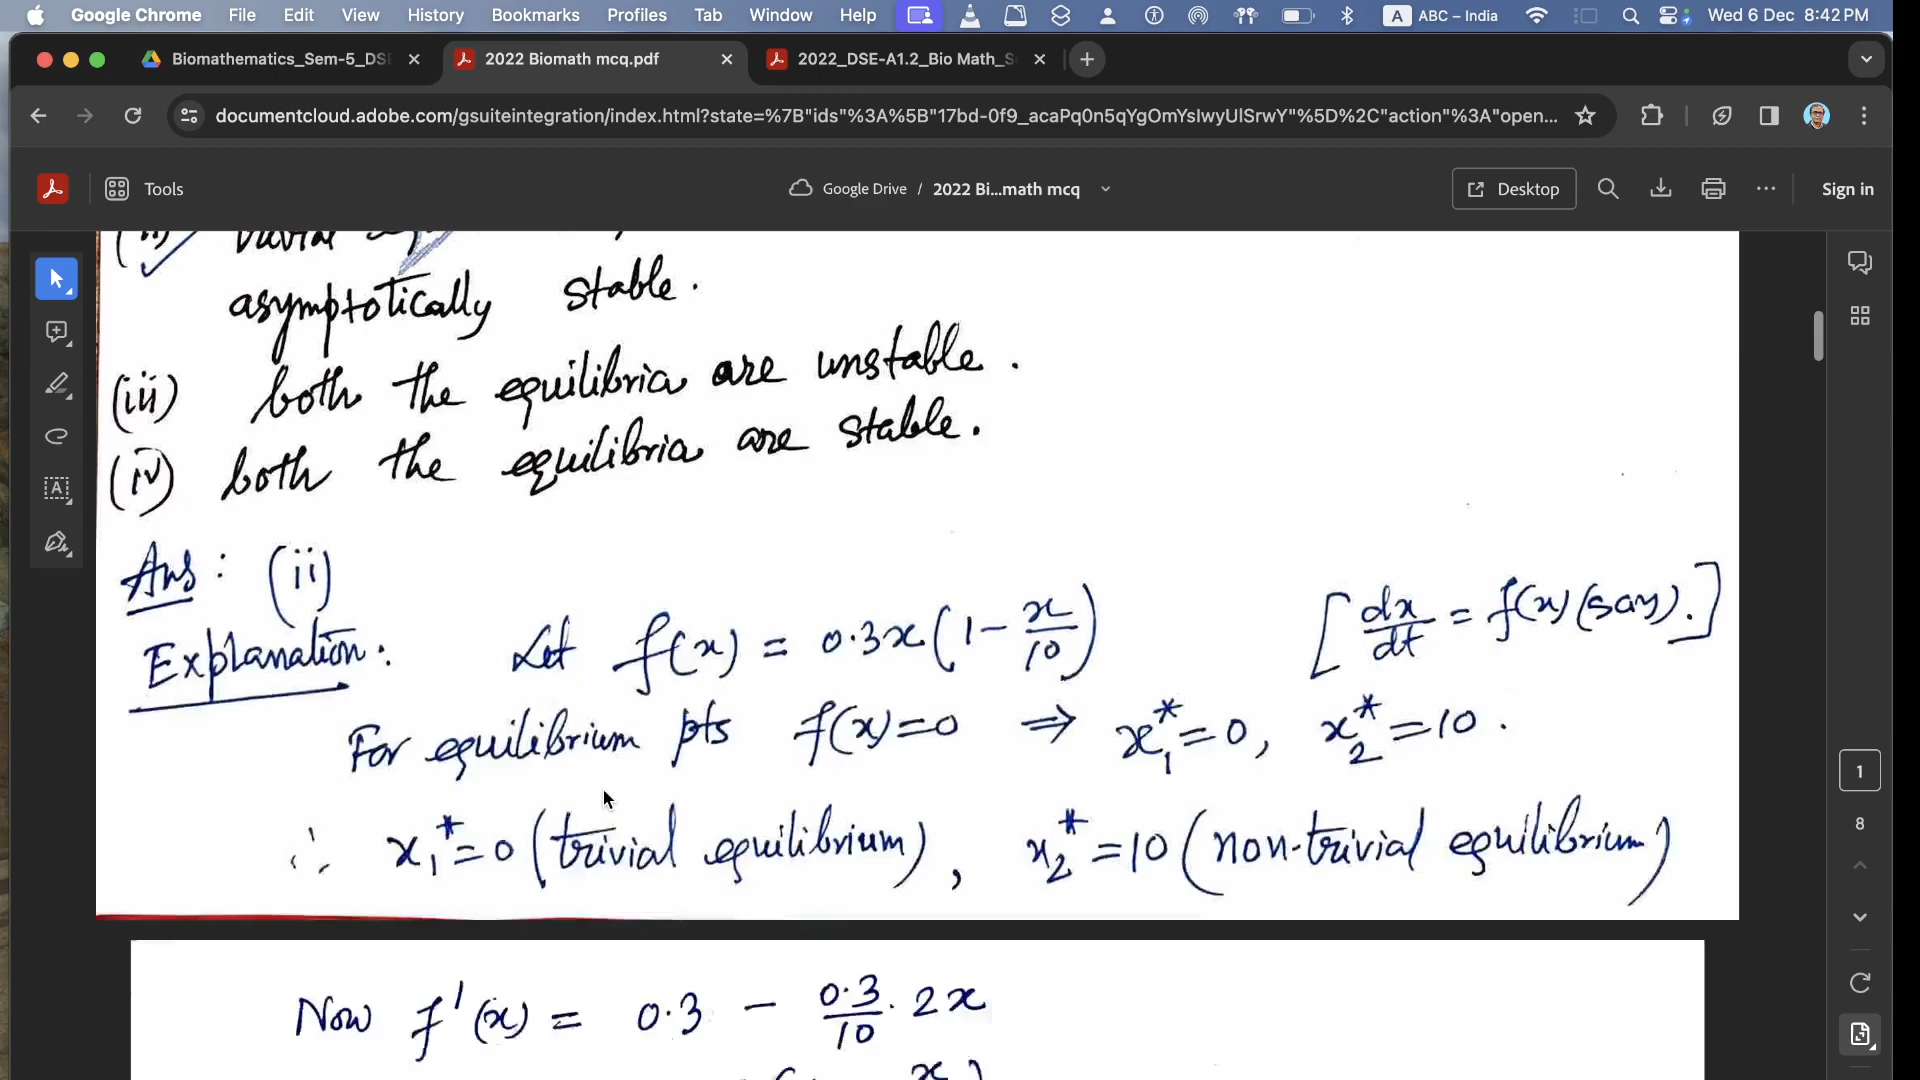 Google Chrome File Edit View History Bookmarks Profiles Tab Window Help A ABC – India Wed 6 Dec 8:42 PM
Biomathematics_Sem-5_DS 2022 Biomath mcq.pdf 2022_DSE-A1.2_Bio Math_S
documentcloud.adobe.com/gsuiteintegration/index.html?state=%7B"ids"%3A%5B"17bd-0f9_acaPq0n5qYgOmYsIwyUlSrwY"%5D%2C"action"%3A"open...
Tools Google Drive / 2022 Bi...math mcq Desktop Sign in
asymptotically stable.
(iii) both the equilibria are unstable.
(iv) both the equilibria are stable.
Ans: (ii)
Explanation: Let f(x) = 0.3x(1 - x/10) [dx/dt = f(x) (say).]
For equilibrium pts f(x)=0 ⇒ x₁*=0, x₂*=10.
∴ x₁*=0 (trivial equilibrium), x₂*=10 (non-trivial equilibrium)
1
8
Now f'(x) = 0.3 - 0.3/10 . 2x